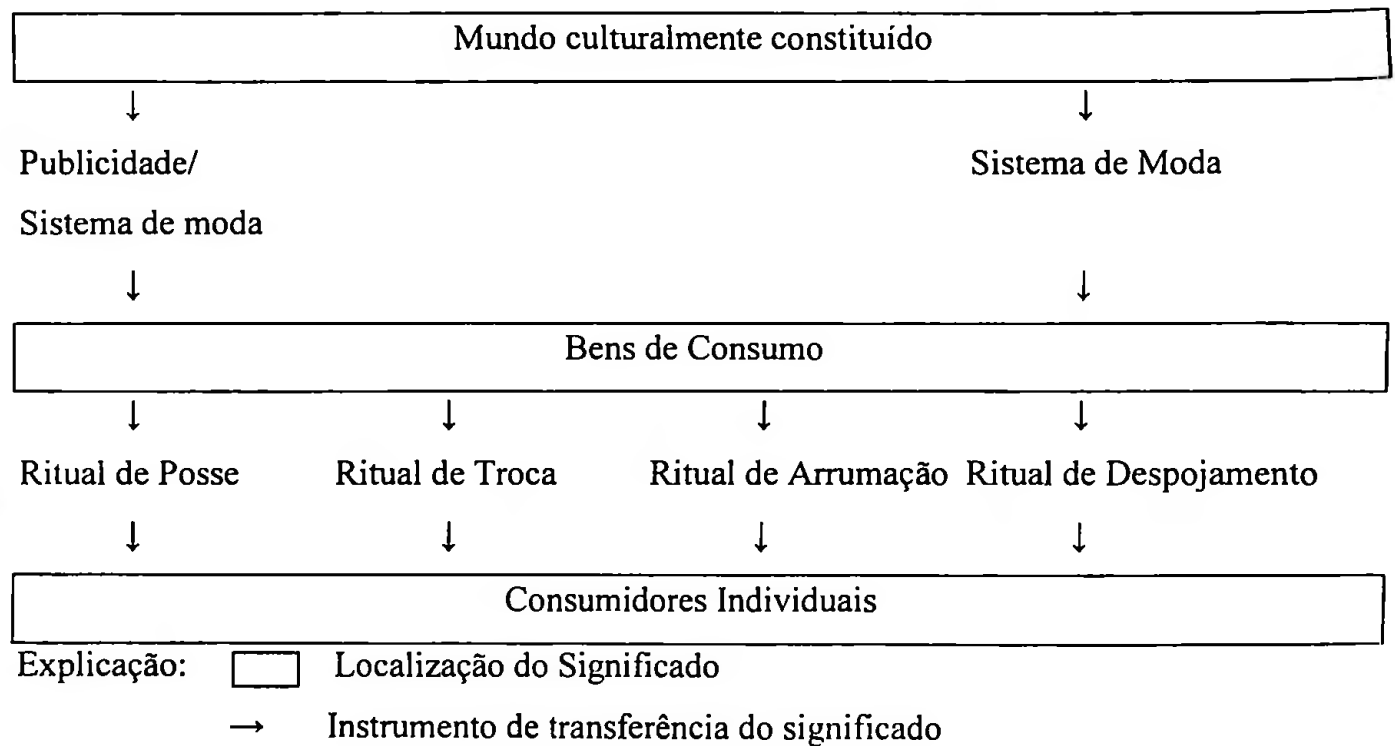 Mundo culturalmente constituído
↓ ↓
Publicidade/ Sistema de Moda
Sistema de moda
↓ ↓
Bens de Consumo
↓ ↓ ↓ ↓
Ritual de Posse Ritual de Troca Ritual de Arrumação Ritual de Despojamento
↓ ↓ ↓ ↓
Consumidores Individuais
Explicação: Localização do Significado
→ Instrumento de transferência do significado